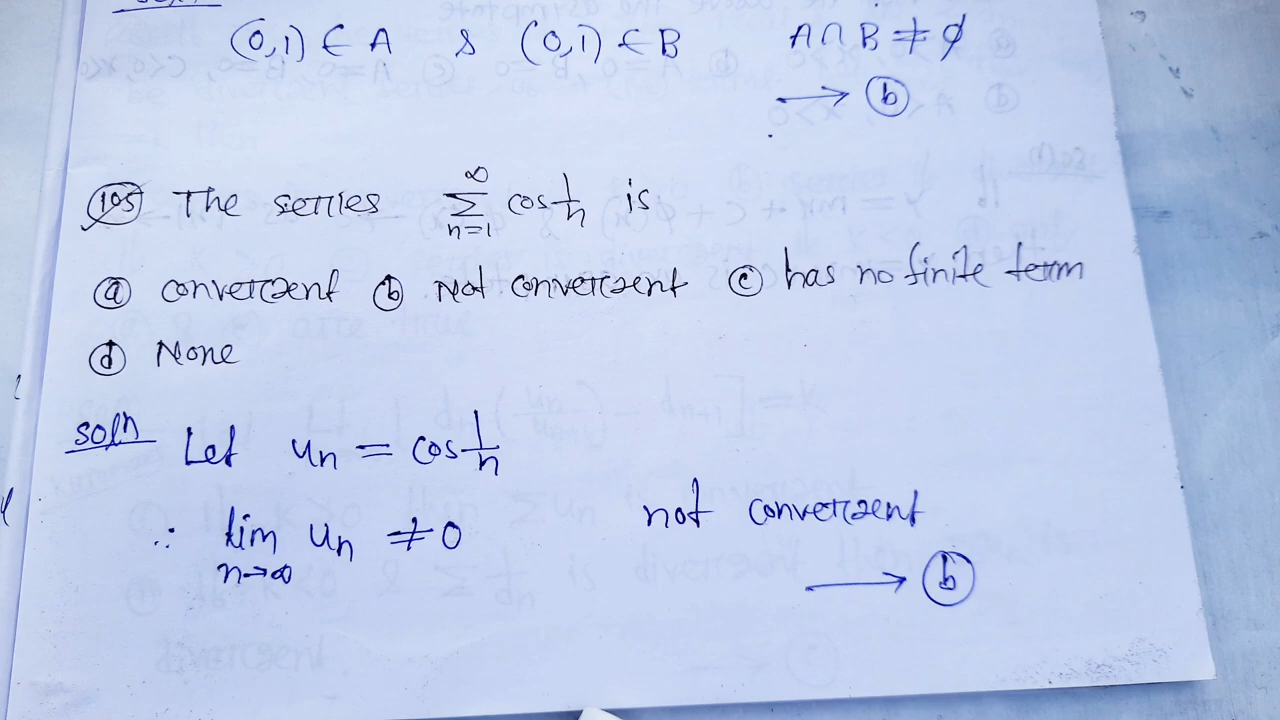 (0,1) ∈ A & (0,1) ∈ B A∩B ≠ ϕ
→ ⓑ
105 The series ∑_{n=1}^{∞} cos 1/n is
ⓐ convergent ⓑ Not convergent ⓒ has no finite term
ⓓ None
Solⁿ Let uₙ = cos 1/n
∴ lim_{n→∞} uₙ ≠ 0 not convergent
→ ⓑ